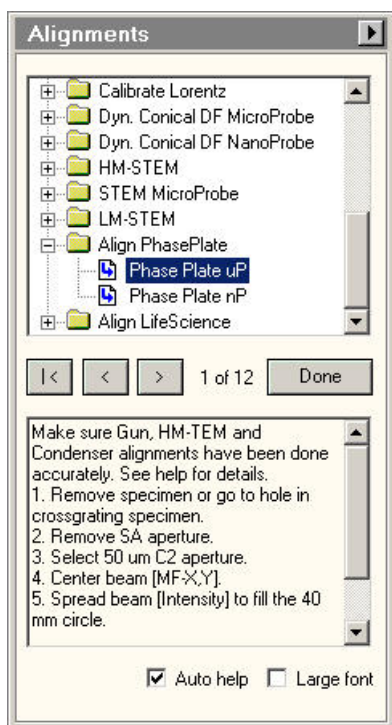 Alignments
Calibrate Lorentz
Dyn. Conical DF MicroProbe
Dyn. Conical DF NanoProbe
HM-STEM
STEM MicroProbe
LM-STEM
Align PhasePlate
Phase Plate uP
Phase Plate nP
Align LifeScience
|< < > 1 of 12 Done
Make sure Gun, HM-TEM and
Condenser alignments have been done
accurately. See help for details.
1. Remove specimen or go to hole in
crossgrating specimen.
2. Remove SA aperture.
3. Select 50 um C2 aperture.
4. Center beam [MF-X,Y].
5. Spread beam [Intensity] to fill the 40
mm circle.
Auto help Large font